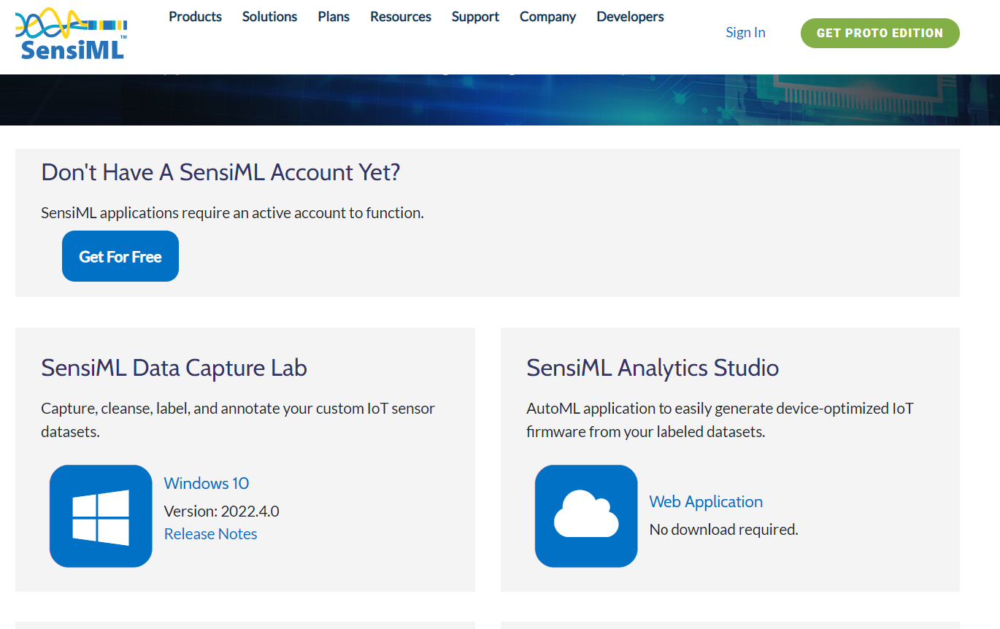 Products Solutions Plans Resources Support Company Developers
Sign In
GET PROTO EDITION
SensiML™
Don't Have A SensiML Account Yet?
SensiML applications require an active account to function.
Get For Free
SensiML Data Capture Lab
Capture, cleanse, label, and annotate your custom IoT sensor
datasets.
Windows 10
Version: 2022.4.0
Release Notes
SensiML Analytics Studio
AutoML application to easily generate device-optimized IoT
firmware from your labeled datasets.
Web Application
No download required.